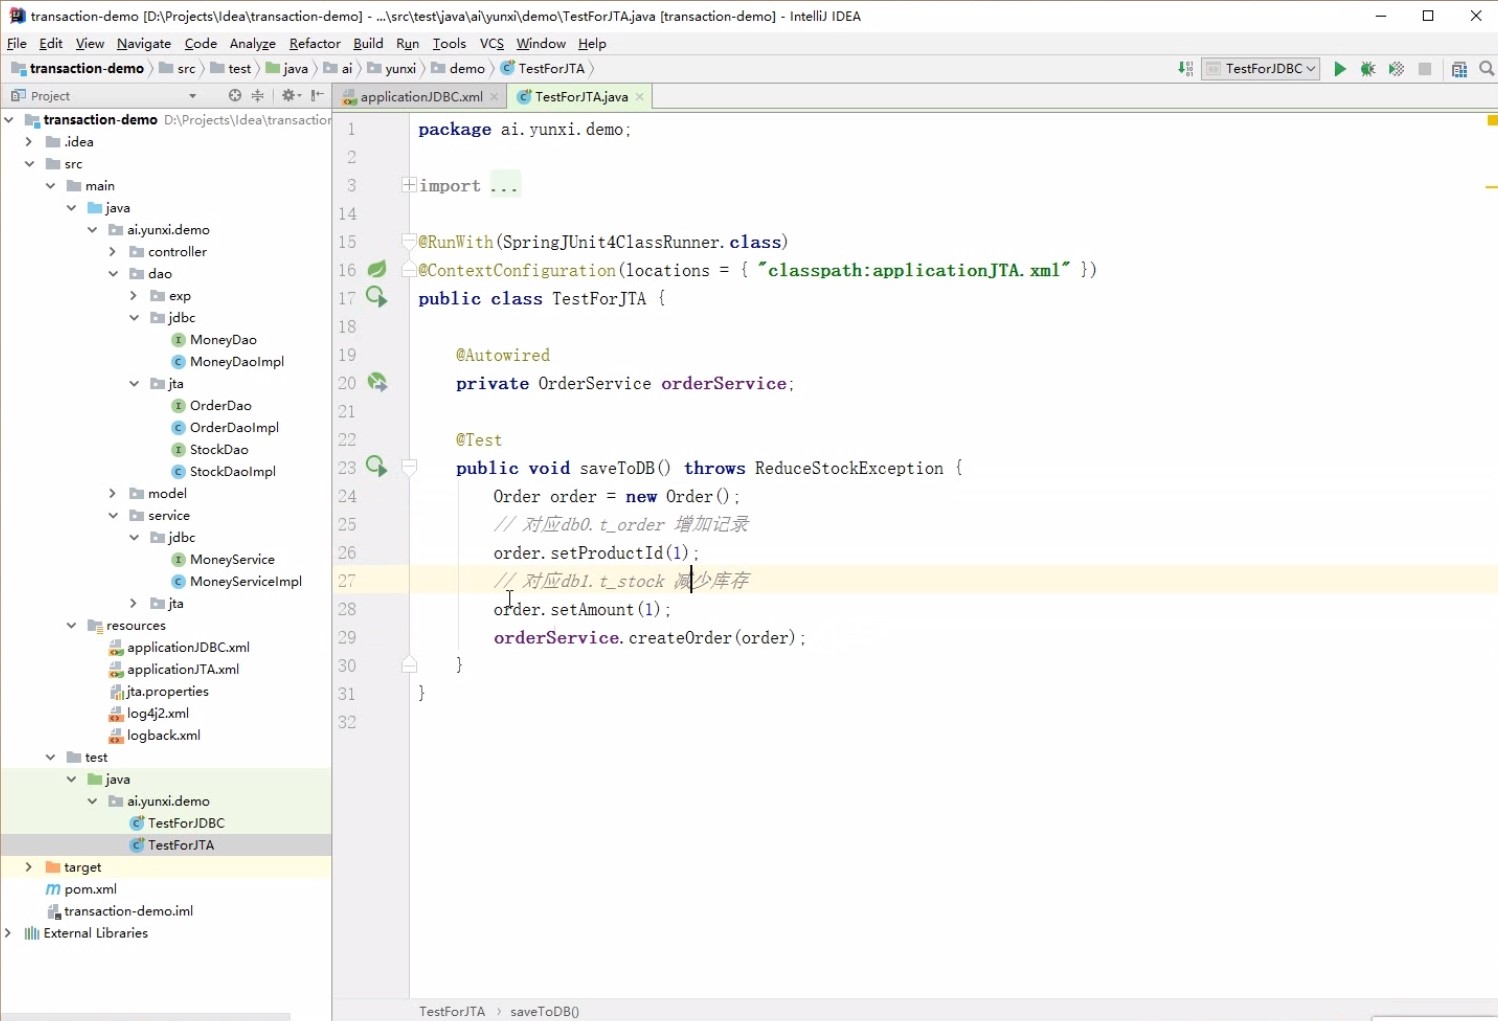 transaction-demo [D:\Projects\Idea\transaction-demo] - ...\src\test\java\ai\yunxi\demo\TestForJTA.java [transaction-demo] - IntelliJ IDEA
File Edit View Navigate Code Analyze Refactor Build Run Tools VCS Window Help
transaction-demo src test java ai yunxi demo TestForJTA
TestForJDBC
Project
applicationJDBC.xml
TestForJTA.java
transaction-demo D:\Projects\Idea\transaction
.idea
src
main
java
ai.yunxi.demo
controller
dao
exp
jdbc
MoneyDao
MoneyDaoImpl
jta
OrderDao
OrderDaoImpl
StockDao
StockDaoImpl
model
service
jdbc
MoneyService
MoneyServiceImpl
jta
resources
applicationJDBC.xml
applicationJTA.xml
jta.properties
log4j2.xml
logback.xml
test
java
ai.yunxi.demo
TestForJDBC
TestForJTA
target
pom.xml
transaction-demo.iml
External Libraries
1 package ai.yunxi.demo;
2
3 import ...
14
15 @RunWith(SpringJUnit4ClassRunner.class)
16 @ContextConfiguration(locations = { "classpath:applicationJTA.xml" })
17 public class TestForJTA {
18
19 @Autowired
20 private OrderService orderService;
21
22 @Test
23 public void saveToDB() throws ReduceStockException {
24 Order order = new Order();
25 // 对应db0.t_order 增加记录
26 order.setProductId(1);
27 // 对应db1.t_stock 减少库存
28 order.setAmount(1);
29 orderService.createOrder(order);
30 }
31 }
32
TestForJTA › saveToDB()